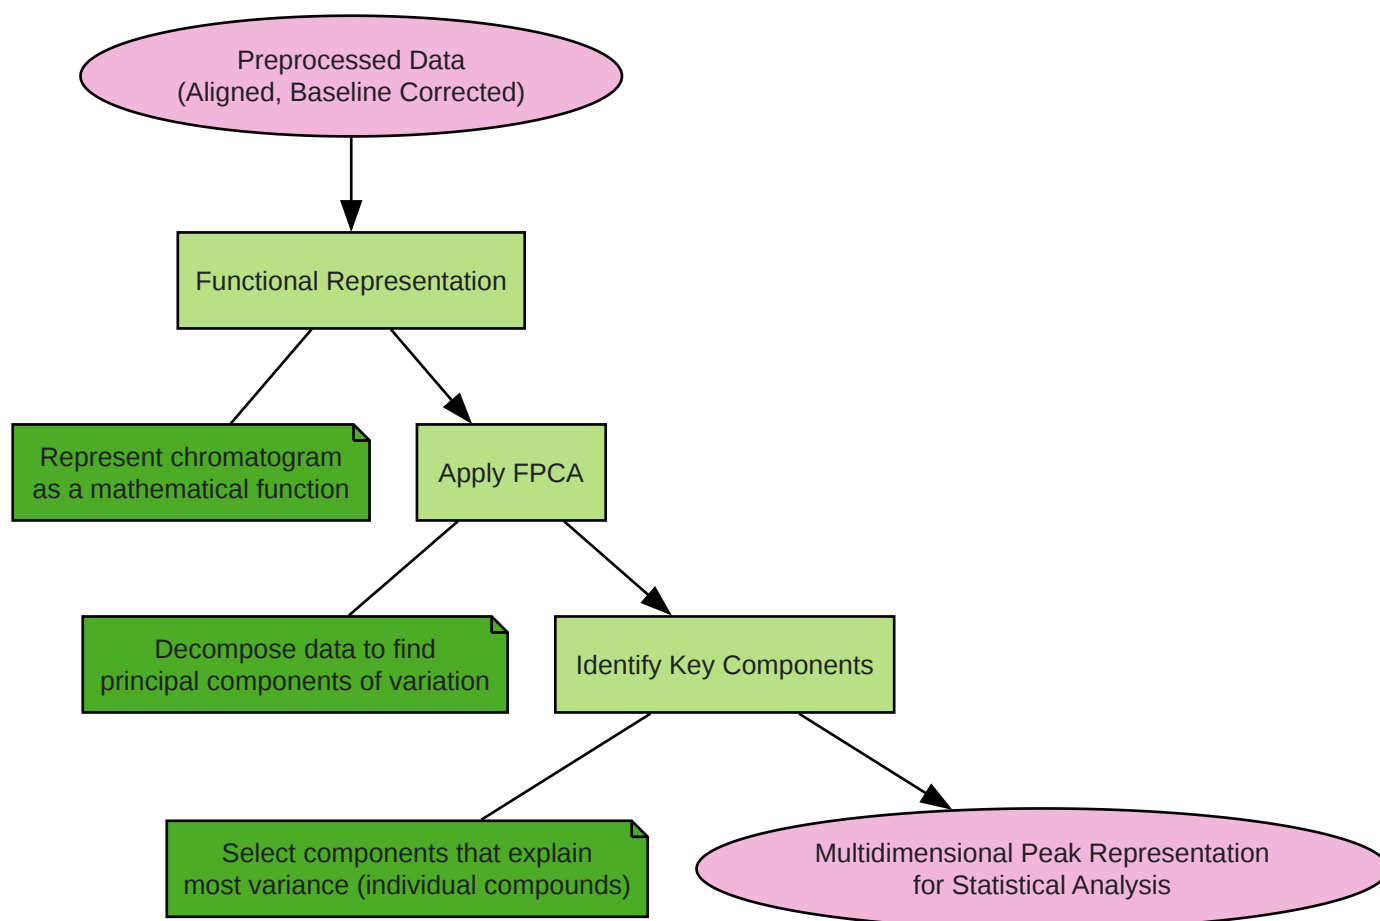 Preprocessed Data
(Aligned, Baseline Corrected)
Functional Representation
Represent chromatogram
as a mathematical function
Apply FPCA
Decompose data to find
principal components of variation
Identify Key Components
Select components that explain
most variance (individual compounds)
Multidimensional Peak Representation
for Statistical Analysis